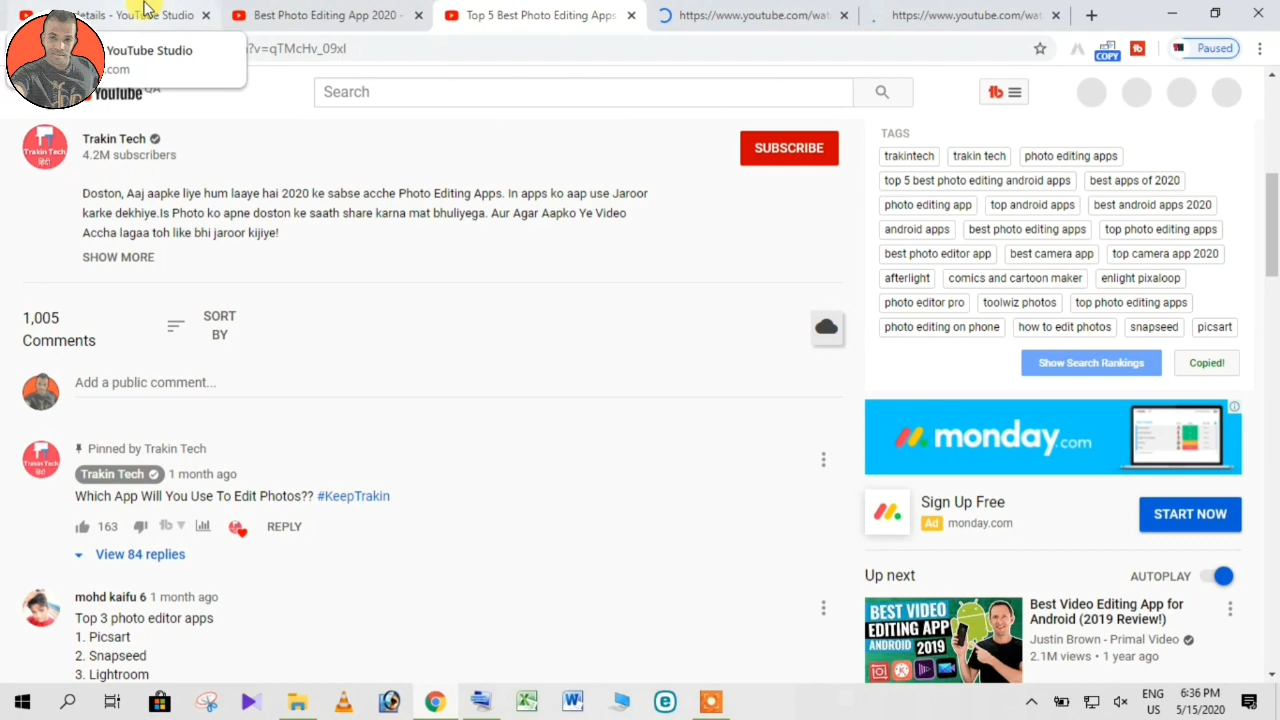 etails - YouTube Studio
Best Photo Editing App 2020 -
Top 5 Best Photo Editing Apps
https://www.youtube.com/wat
https://www.youtube.com/wat
YouTube Studio
.com
?v=qTMcHv_09xI
COPY
Paused
YouTube QA
Search
Trakin Tech
4.2M subscribers
SUBSCRIBE
Doston, Aaj aapke liye hum laaye hai 2020 ke sabse acche Photo Editing Apps. In apps ko aap use Jaroor
karke dekhiye.Is Photo ko apne doston ke saath share karna mat bhuliyega. Aur Agar Aapko Ye Video
Accha lagaa toh like bhi jaroor kijiye!
SHOW MORE
1,005
Comments
SORT
BY
Add a public comment...
Pinned by Trakin Tech
Trakin Tech 1 month ago
Which App Will You Use To Edit Photos?? #KeepTrakin
163
REPLY
View 84 replies
mohd kaifu 6 1 month ago
Top 3 photo editor apps
1. Picsart
2. Snapseed
3. Lightroom
TAGS
trakintech trakin tech photo editing apps
top 5 best photo editing android apps best apps of 2020
photo editing app top android apps best android apps 2020
android apps best photo editing apps top photo editing apps
best photo editor app best camera app top camera app 2020
afterlight comics and cartoon maker enlight pixaloop
photo editor pro toolwiz photos top photo editing apps
photo editing on phone how to edit photos snapseed picsart
Show Search Rankings Copied!
monday.com
Sign Up Free
Ad monday.com
START NOW
Up next
AUTOPLAY
BEST VIDEO
EDITING APP
ANDROID
2019
Best Video Editing App for
Android (2019 Review!)
Justin Brown - Primal Video
2.1M views • 1 year ago
ENG
US
6:36 PM
5/15/2020